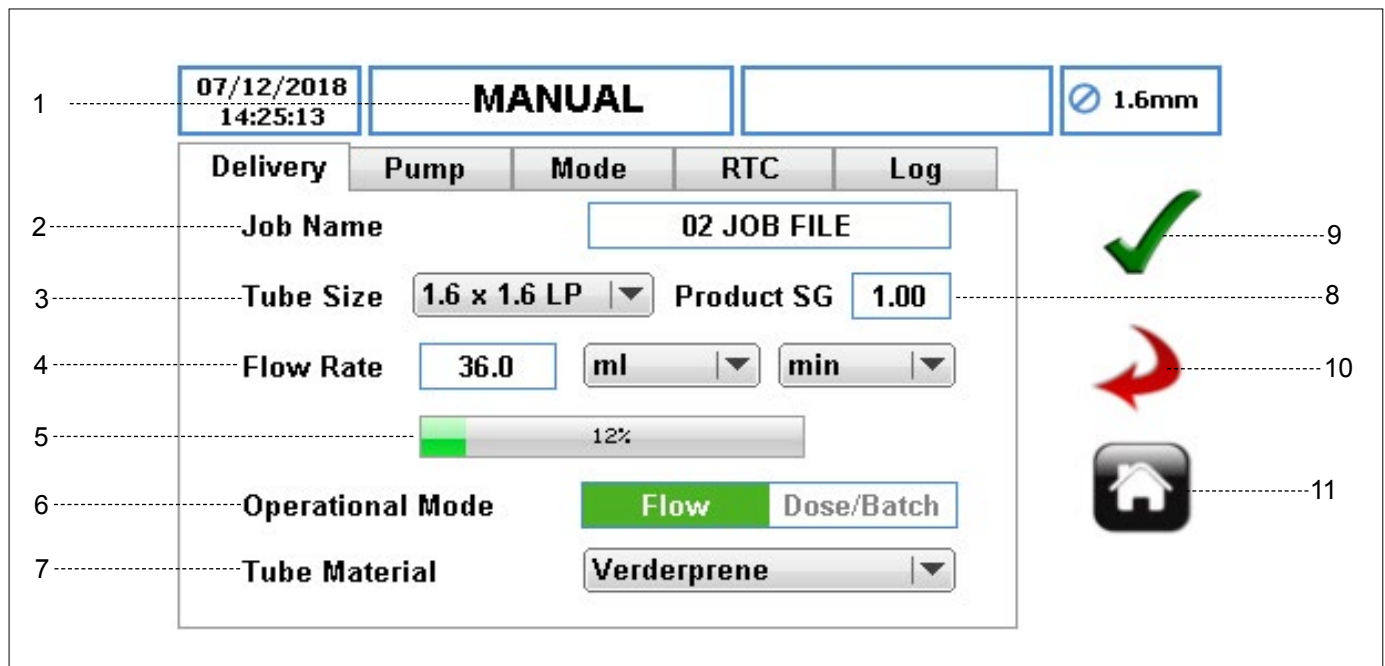 07/12/2018
14:25:13
MANUAL
1.6mm
1
Delivery
Pump
Mode
RTC
Log
2
Job Name
02 JOB FILE
9
3
Tube Size
1.6 x 1.6 LP
Product SG
1.00
8
4
Flow Rate
36.0
ml
min
10
5
12%
6
Operational Mode
Flow
Dose/Batch
11
7
Tube Material
Verderprene